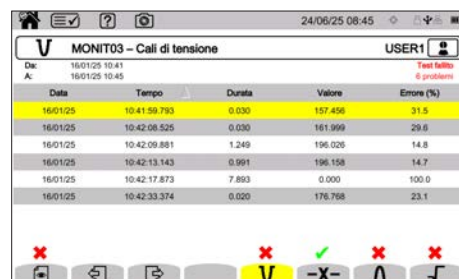 24/06/25 08:45
MONIT03 – Cali di tensione USER1
Da: 16/01/25 10:41 Test fallito
A: 16/01/25 10:45 6 problemi
Data Tempo Durata Valore Errore (%)
16/01/25 10:41:59.793 0.030 157.456 31.5
16/01/25 10:42:08.525 0.030 161.999 29.6
16/01/25 10:42:09.881 1.249 196.026 14.8
16/01/25 10:42:13.143 0.991 196.158 14.7
16/01/25 10:42:17.873 7.893 0.000 100.0
16/01/25 10:42:33.374 0.020 176.768 23.1